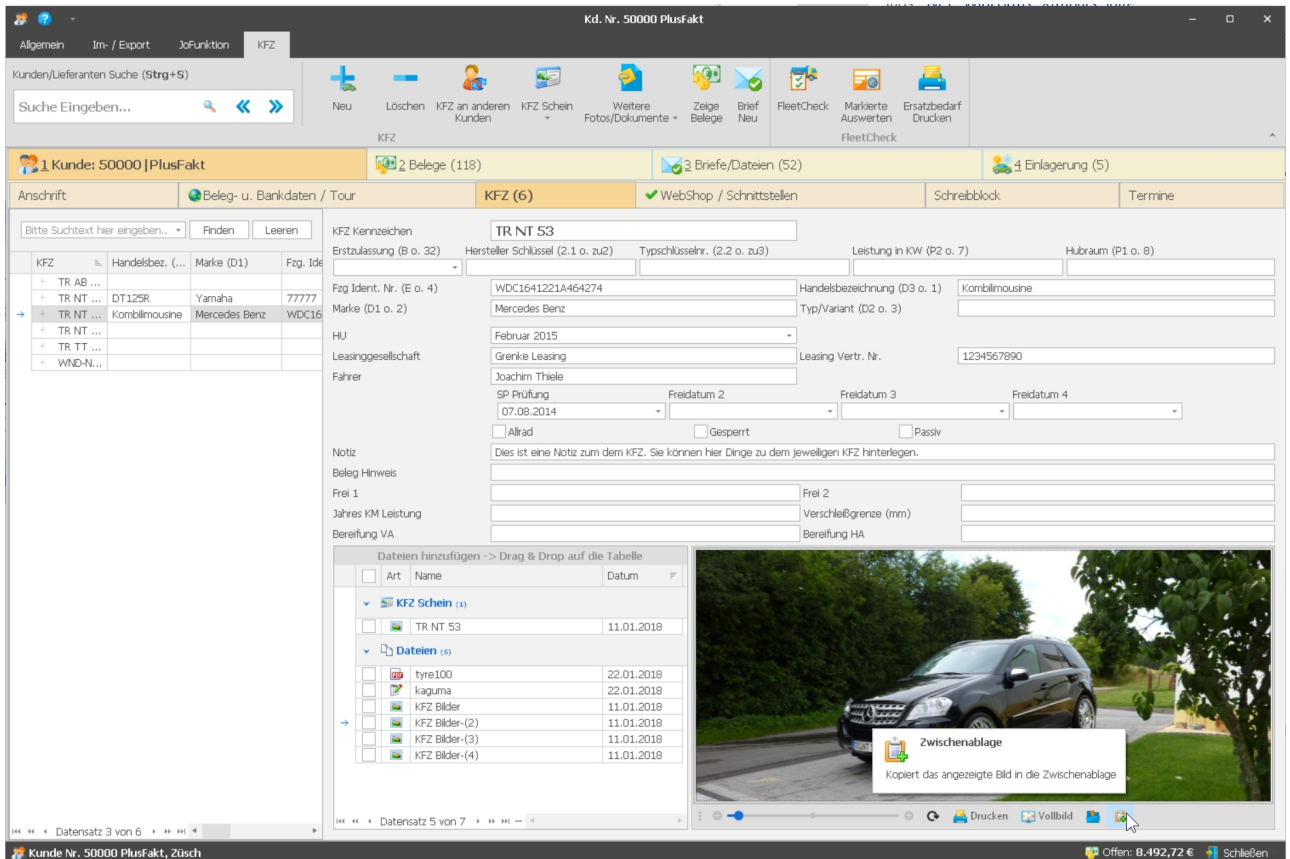 Kd. Nr. 50000 PlusFakt
Allgemein Im- / Export JoFunktion KFZ
Kunden/Lieferanten Suche (Strg+S)
Suche Eingeben...
Neu Löschen KFZ an anderen Kunden KFZ Schein Weitere Fotos/Dokumente Zeige Belege Brief Neu FleetCheck Markierte Auswerten Ersatzbedarf Drucken
KFZ FleetCheck
1 Kunde: 50000 | PlusFakt 2 Belege (118) 3 Briefe/Dateien (52) 4 Einlagerung (5)
Anschrift Beleg- u. Bankdaten / Tour KFZ (6) WebShop / Schnittstellen Schreibblock Termine
Bitte Suchtext hier eingeben.. Finden Leeren
KFZ Handelsbez. (... Marke (D1) Fzg. Ide
TR AB ...
TR NT ... DT125R Yamaha 77777
TR NT ... Kombilimousine Mercedes Benz WDC16
TR NT ...
TR TT ...
WND-N...
Datensatz 3 von 6
KFZ Kennzeichen TR NT 53
Erstzulassung (B o. 32) Hersteller Schlüssel (2.1 o. zu2) Typschlüsselnr. (2.2 o. zu3) Leistung in KW (P2 o. 7) Hubraum (P1 o. 8)
Fzg Ident. Nr. (E o. 4) WDC1641221A464274 Handelsbezeichnung (D3 o. 1) Kombilimousine
Marke (D1 o. 2) Mercedes Benz Typ/Variant (D2 o. 3)
HU Februar 2015
Leasinggesellschaft Grenke Leasing Leasing Vertr. Nr. 1234567890
Fahrer Joachim Thiele
SP Prüfung Freidatum 2 Freidatum 3 Freidatum 4
07.08.2014
Allrad Gesperrt Passiv
Notiz Dies ist eine Notiz zum dem KFZ. Sie können hier Dinge zu dem jeweiligen KFZ hinterlegen.
Beleg Hinweis
Frei 1 Frei 2
Jahres KM Leistung Verschleißgrenze (mm)
Bereifung VA Bereifung HA
Dateien hinzufügen -> Drag & Drop auf die Tabelle
Art Name Datum
KFZ Schein (1)
TR NT 53 11.01.2018
Dateien (6)
tyre100 22.01.2018
kaguma 22.01.2018
KFZ Bilder 11.01.2018
KFZ Bilder-(2) 11.01.2018
KFZ Bilder-(3) 11.01.2018
KFZ Bilder-(4) 11.01.2018
Datensatz 5 von 7
Zwischenablage
Kopiert das angezeigte Bild in die Zwischenablage
Drucken Vollbild
Kunde Nr. 50000 PlusFakt, Züsch Offen: 8.492,72 € Schließen